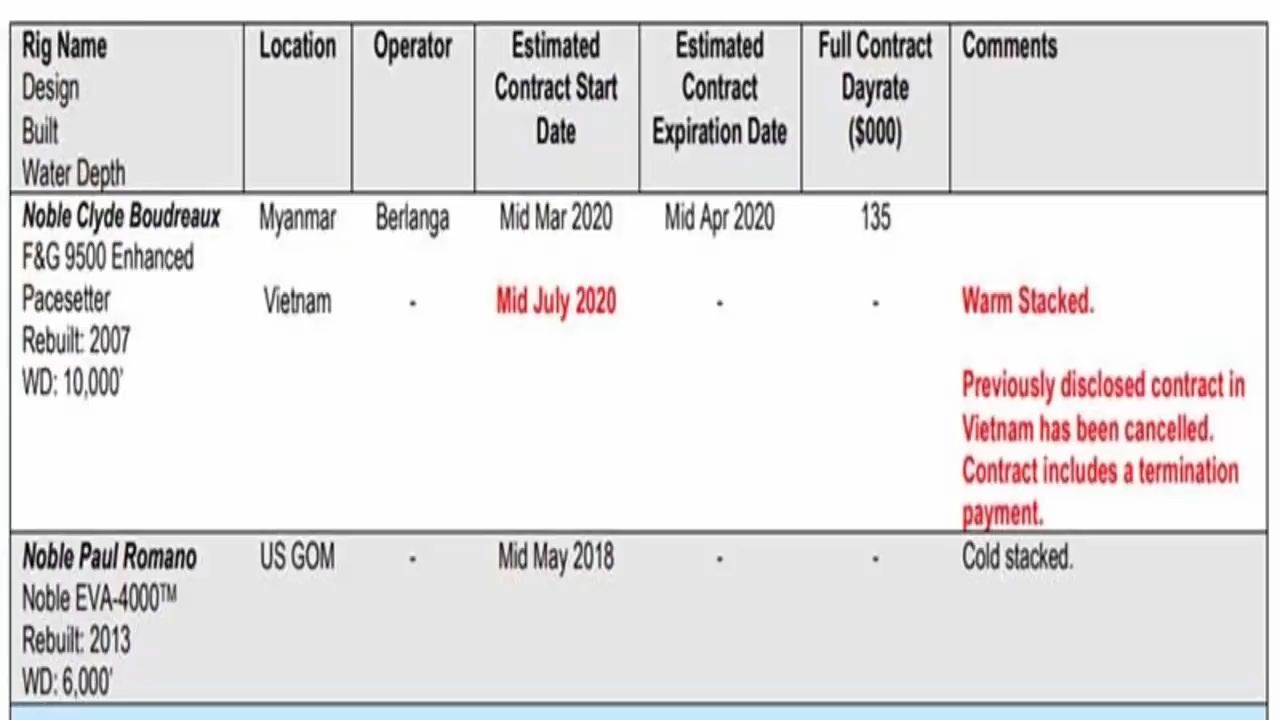 Rig Name Location Operator Estimated Estimated Full Contract Comments
Design Contract Start Contract Dayrate
Built Date Expiration Date ($000)
Water Depth
Noble Clyde Boudreaux Myanmar Berlanga Mid Mar 2020 Mid Apr 2020 135
F&G 9500 Enhanced
Pacesetter Vietnam - Mid July 2020 - - Warm Stacked.
Rebuilt: 2007
WD: 10,000' Previously disclosed contract in
Vietnam has been cancelled.
Contract includes a termination
payment.
Noble Paul Romano US GOM - Mid May 2018 - - Cold stacked.
Noble EVA-4000™
Rebuilt: 2013
WD: 6,000'